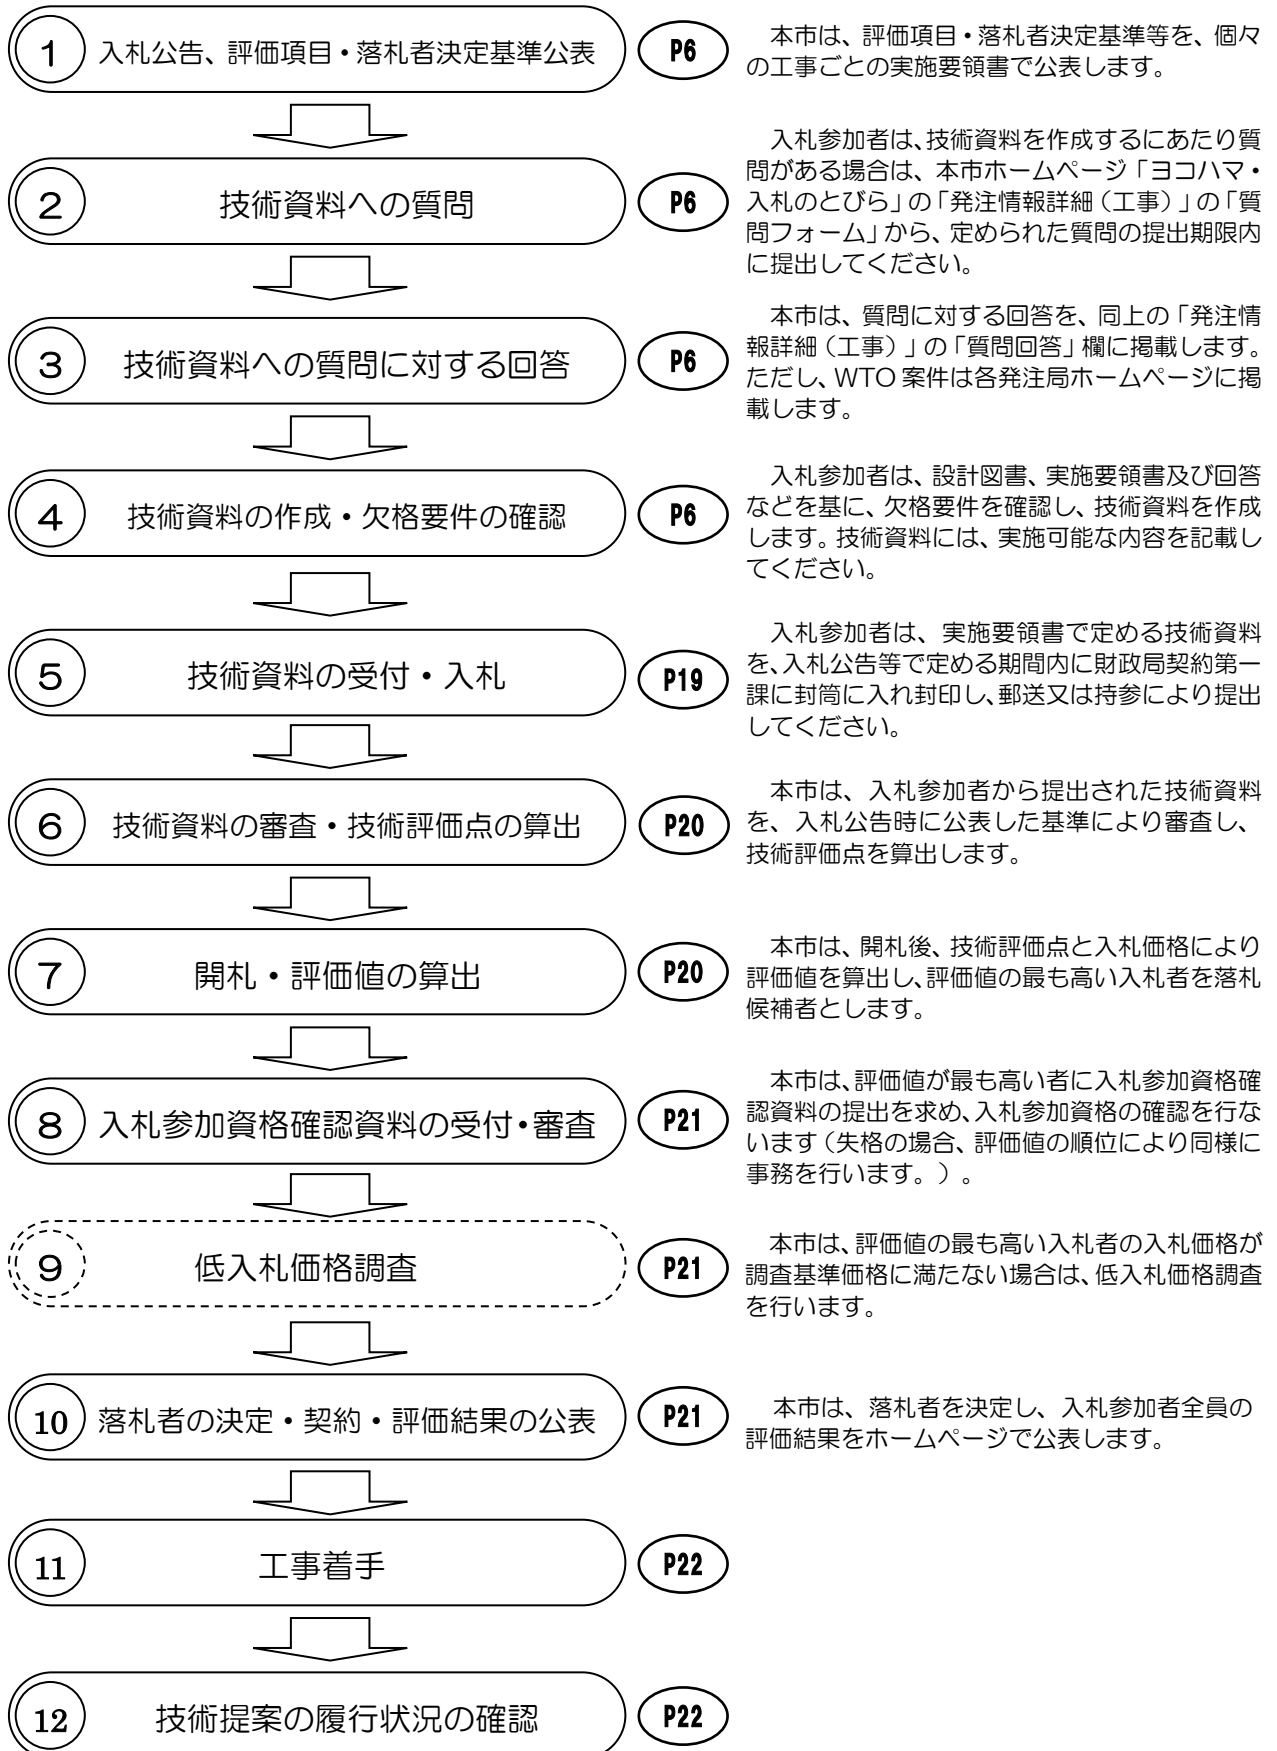 1 入札公告、評価項目・落札者決定基準公表 P6
本市は、評価項目・落札者決定基準等を、個々
の工事ごとの実施要領書で公表します。
2 技術資料への質問 P6
入札参加者は、技術資料を作成するにあたり質
問がある場合は、本市ホームページ「ヨコハマ・
入札のとびら」の「発注情報詳細（工事）」の「質
問フォーム」から、定められた質問の提出期限内
に提出してください。
3 技術資料への質問に対する回答 P6
本市は、質問に対する回答を、同上の「発注情
報詳細（工事）」の「質問回答」欄に掲載します。
ただし、WTO 案件は各発注局ホームページに掲
載します。
4 技術資料の作成・欠格要件の確認 P6
入札参加者は、設計図書、実施要領書及び回答
などを基に、欠格要件を確認し、技術資料を作成
します。技術資料には、実施可能な内容を記載し
てください。
5 技術資料の受付・入札 P19
入札参加者は、実施要領書で定める技術資料
を、入札公告等で定める期間内に財政局契約第一
課に封筒に入れ封印し、郵送又は持参により提出
してください。
6 技術資料の審査・技術評価点の算出 P20
本市は、入札参加者から提出された技術資料
を、入札公告時に公表した基準により審査し、
技術評価点を算出します。
7 開札・評価値の算出 P20
本市は、開札後、技術評価点と入札価格により
評価値を算出し、評価値の最も高い入札者を落札
候補者とします。
8 入札参加資格確認資料の受付・審査 P21
本市は、評価値が最も高い者に入札参加資格確
認資料の提出を求め、入札参加資格の確認を行な
います（失格の場合、評価値の順位により同様に
事務を行います。）。
9 低入札価格調査 P21
本市は、評価値の最も高い入札者の入札価格が
調査基準価格に満たない場合は、低入札価格調査
を行います。
10 落札者の決定・契約・評価結果の公表 P21
本市は、落札者を決定し、入札参加者全員の
評価結果をホームページで公表します。
11 工事着手 P22
12 技術提案の履行状況の確認 P22